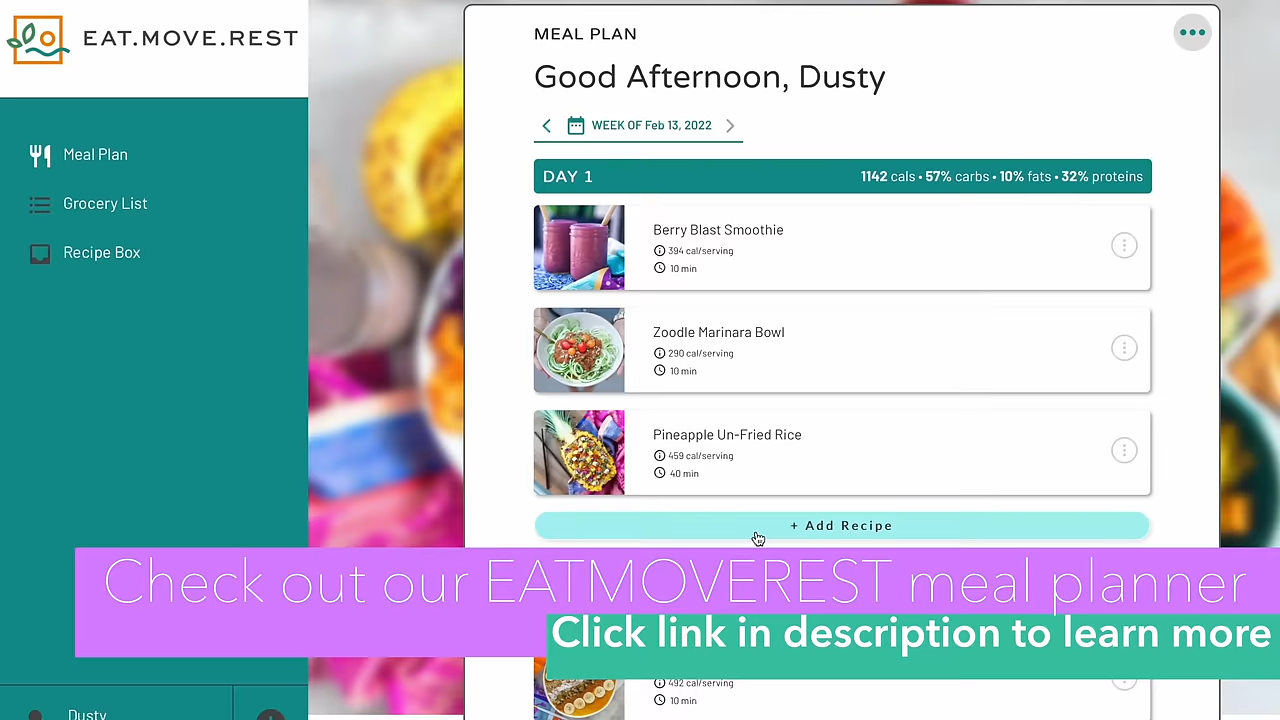 EAT.MOVE.REST
Meal Plan
Grocery List
Recipe Box
Dusty
MEAL PLAN
Good Afternoon, Dusty
WEEK OF Feb 13, 2022
DAY 1
1142 cals • 57% carbs • 10% fats • 32% proteins
Berry Blast Smoothie
394 cal/serving
10 min
Zoodle Marinara Bowl
290 cal/serving
10 min
Pineapple Un-Fried Rice
459 cal/serving
40 min
+ Add Recipe
Check out our EATMOVEREST meal planner
Click link in description to learn more
492 cal/serving
10 min